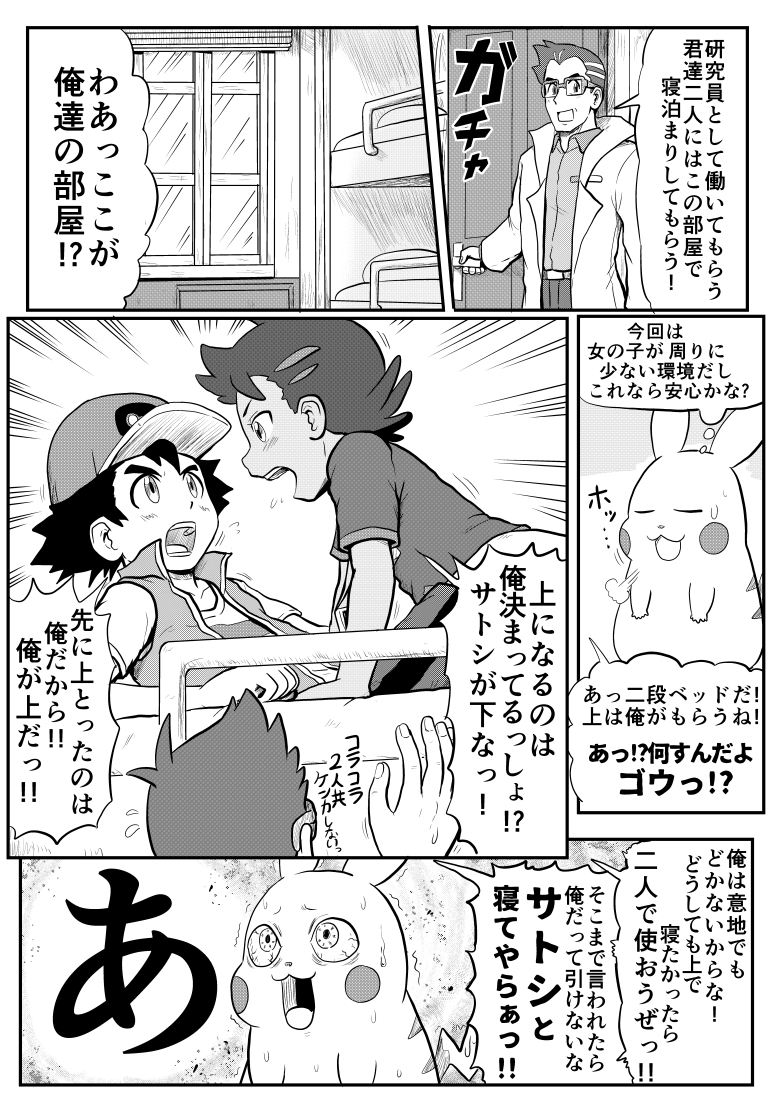 研究員として働いてもらう
君達二人にはこの部屋で
寝泊まりしてもらう!
ガチャ
わあっここが
俺達の部屋!?
今回は
女の子が周りに
少ない環境だし
これなら安心かな?
ホッ…
あっ二段ベッドだ!
上は俺がもらうね!
あっ!?何すんだよ
ゴウっ!?
上になるのは
俺決まってるっしょ!?
サトシが下なっ!
先に上とったのは
俺だから!!
俺が上だっ!!
コラコラ
2人共
ケンカしないっ
俺は意地でも
どかないからな!
どうしても上で
寝たかったら
二人で使おうぜっ!!
そこまで言われたら
俺だって引けないな
サトシと
寝てやらぁっ!!
あ